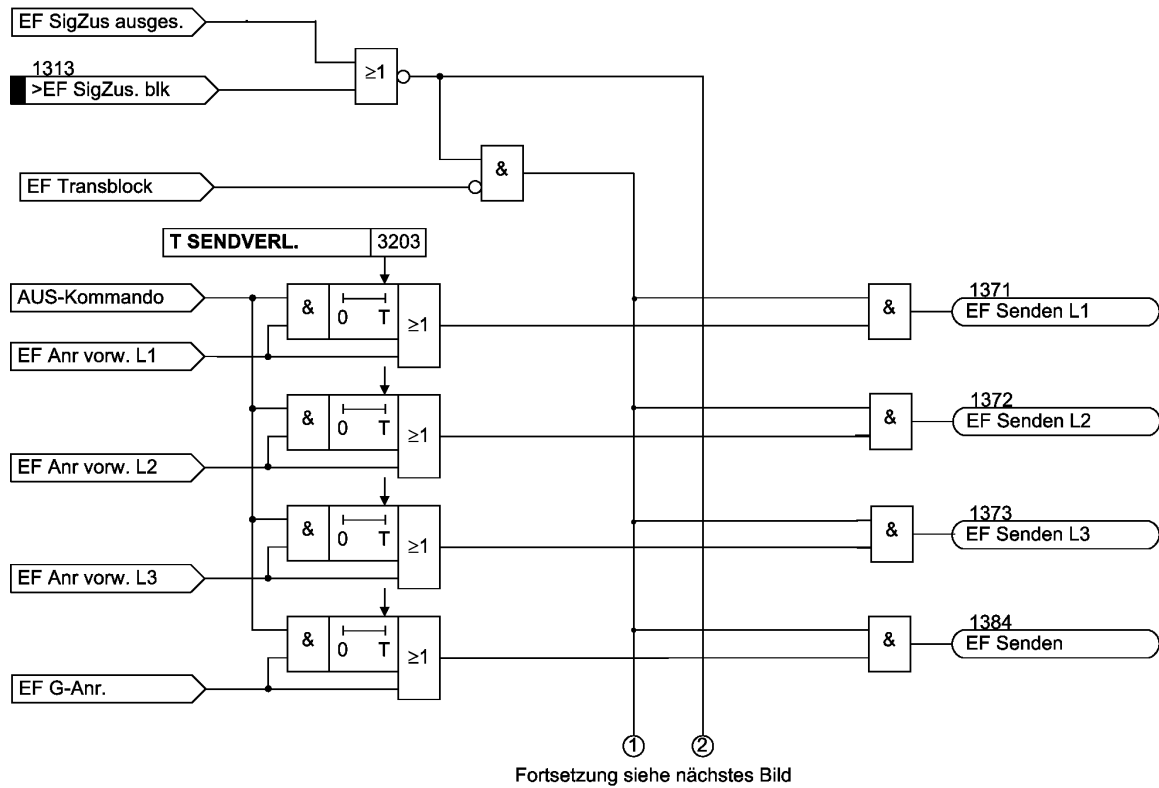 EF SigZus ausges.
1313
>EF SigZus. blk
≥1
&
EF Transblock
T SENDVERL. 3203
AUS-Kommando
& 0 T ≥1
& 1371
EF Senden L1
EF Anr vorw. L1
& 0 T ≥1
& 1372
EF Senden L2
EF Anr vorw. L2
& 0 T ≥1
& 1373
EF Senden L3
EF Anr vorw. L3
& 0 T ≥1
& 1384
EF Senden
EF G-Anr.
1 2
Fortsetzung siehe nächstes Bild